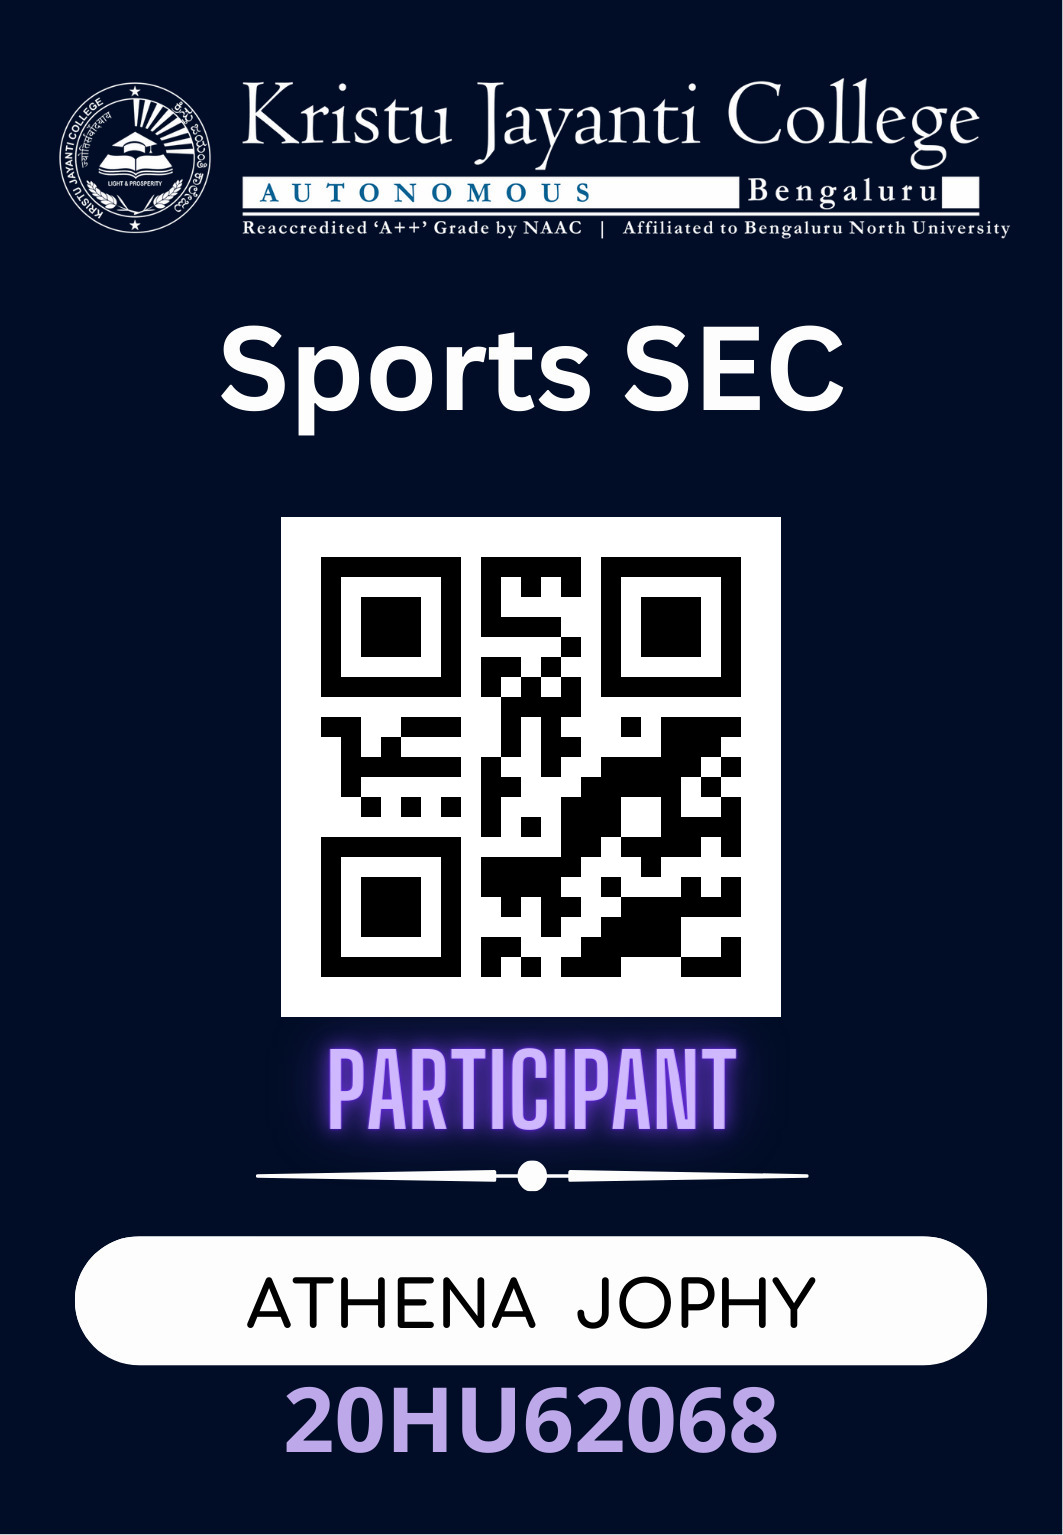 KRISTU JAYANTI COLLEGE
ಕ್ರಿಸ್ತು ಜಯಂತಿ ಕಾಲೇಜು
LIGHT & PROSPERITY
Kristu Jayanti College
AUTONOMOUS Bengaluru
Reaccredited ‘A++’ Grade by NAAC | Affiliated to Bengaluru North University
Sports SEC
PARTICIPANT
ATHENA JOPHY
20HU62068